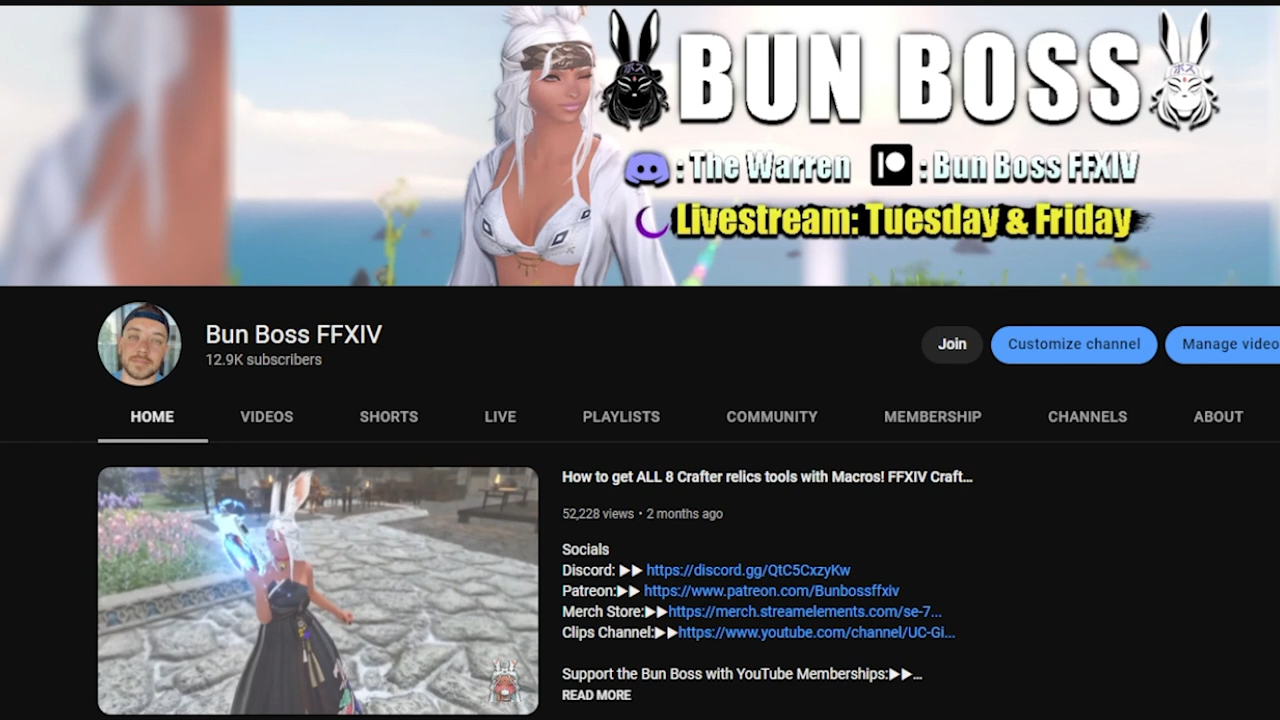 BUN BOSS
: The Warren : Bun Boss FFXIV
Livestream: Tuesday & Friday
Bun Boss FFXIV
12.9K subscribers
Join Customize channel Manage video
HOME VIDEOS SHORTS LIVE PLAYLISTS COMMUNITY MEMBERSHIP CHANNELS ABOUT
How to get ALL 8 Crafter relics tools with Macros! FFXIV Craft...
52,228 views • 2 months ago
Socials
Discord: ▶▶ https://discord.gg/QtC5CxzyKw
Patreon:▶▶ https://www.patreon.com/Bunbossffxiv
Merch Store:▶▶https://merch.streamelements.com/se-7...
Clips Channel:▶▶https://www.youtube.com/channel/UC-Gi...
Support the Bun Boss with YouTube Memberships:▶▶...
READ MORE